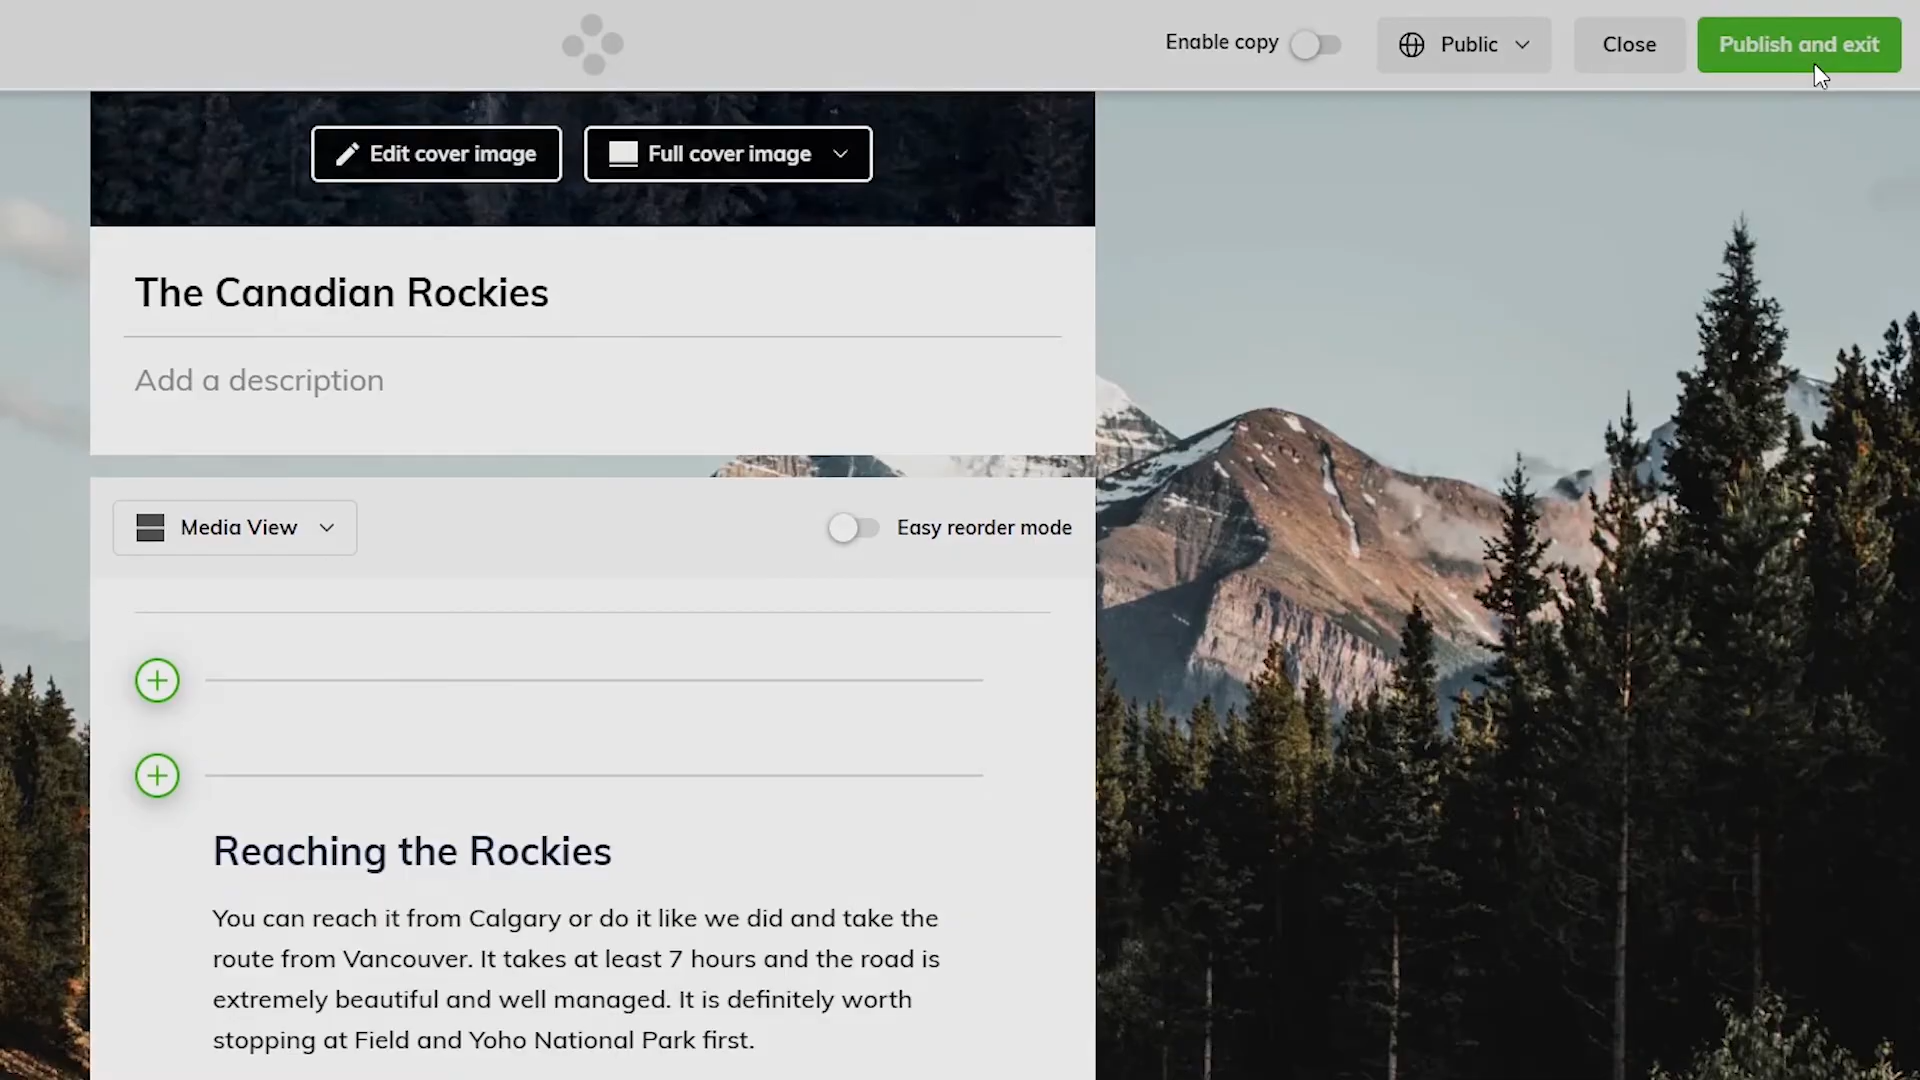 Enable copy
Public
Close
Publish and exit
Edit cover image
Full cover image
The Canadian Rockies
Add a description
Media View
Easy reorder mode
Reaching the Rockies
You can reach it from Calgary or do it like we did and take the
route from Vancouver. It takes at least 7 hours and the road is
extremely beautiful and well managed. It is definitely worth
stopping at Field and Yoho National Park first.